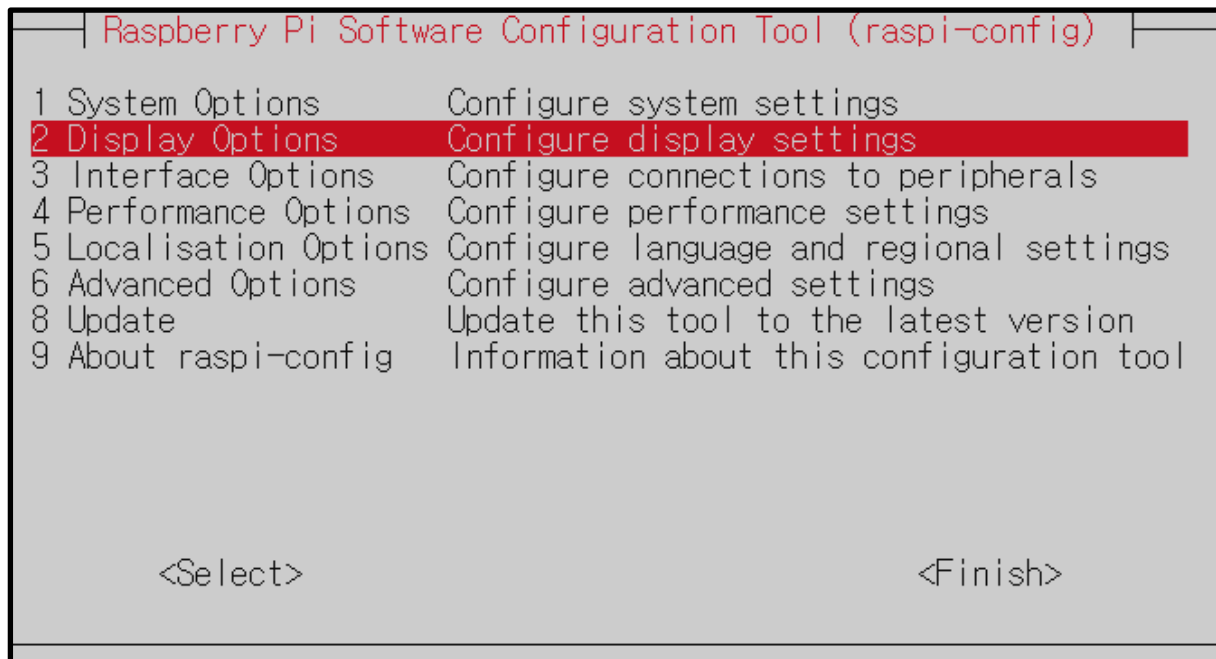 Raspberry Pi Software Configuration Tool (raspi-config)
1 System Options Configure system settings
2 Display Options Configure display settings
3 Interface Options Configure connections to peripherals
4 Performance Options Configure performance settings
5 Localisation Options Configure language and regional settings
6 Advanced Options Configure advanced settings
8 Update Update this tool to the latest version
9 About raspi-config Information about this configuration tool
<Select> <Finish>